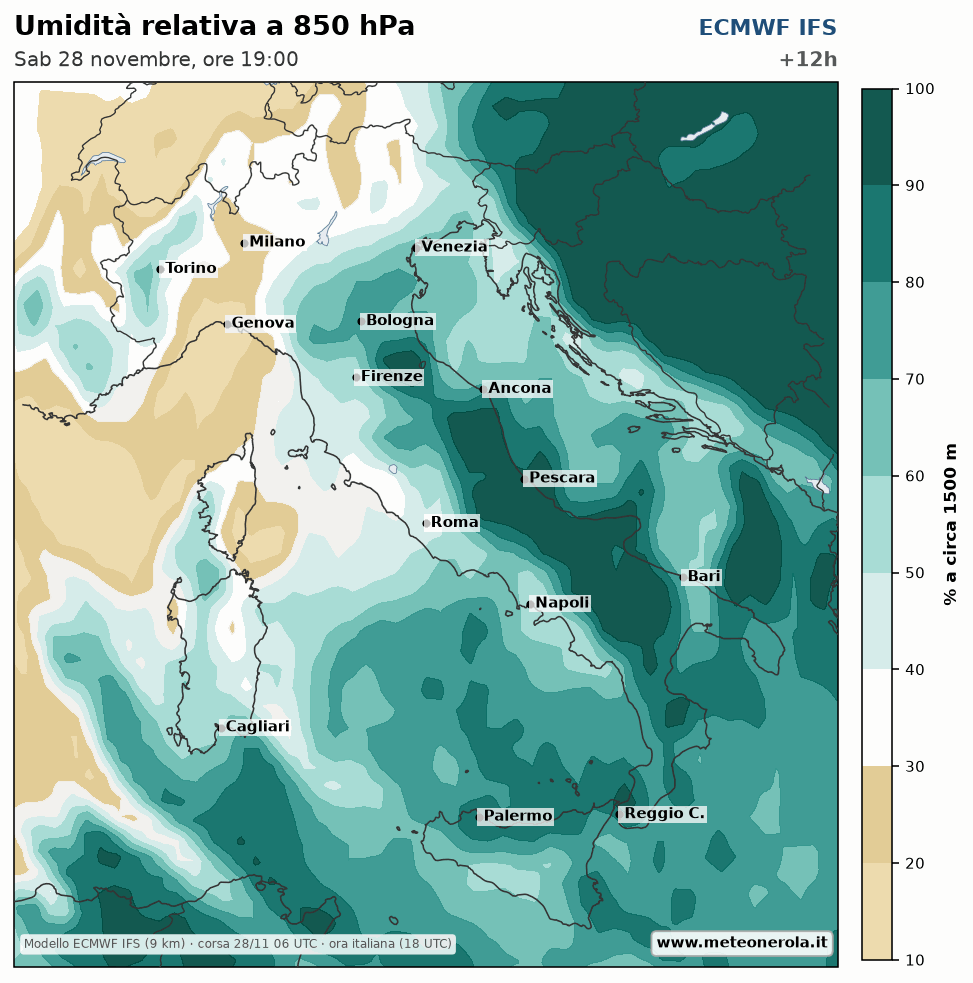 Umidità relativa a 850 hPa
ECMWF IFS
Sab 28 novembre, ore 19:00
+12h
100
90
80
70
60
50
40
30
20
10
% a circa 1500 m
Milano
Venezia
Torino
Genova
Bologna
Firenze
Ancona
Pescara
Roma
Bari
Napoli
Cagliari
Palermo
Reggio C.
Modello ECMWF IFS (9 km) · corsa 28/11 06 UTC · ora italiana (18 UTC)
www.meteonerola.it